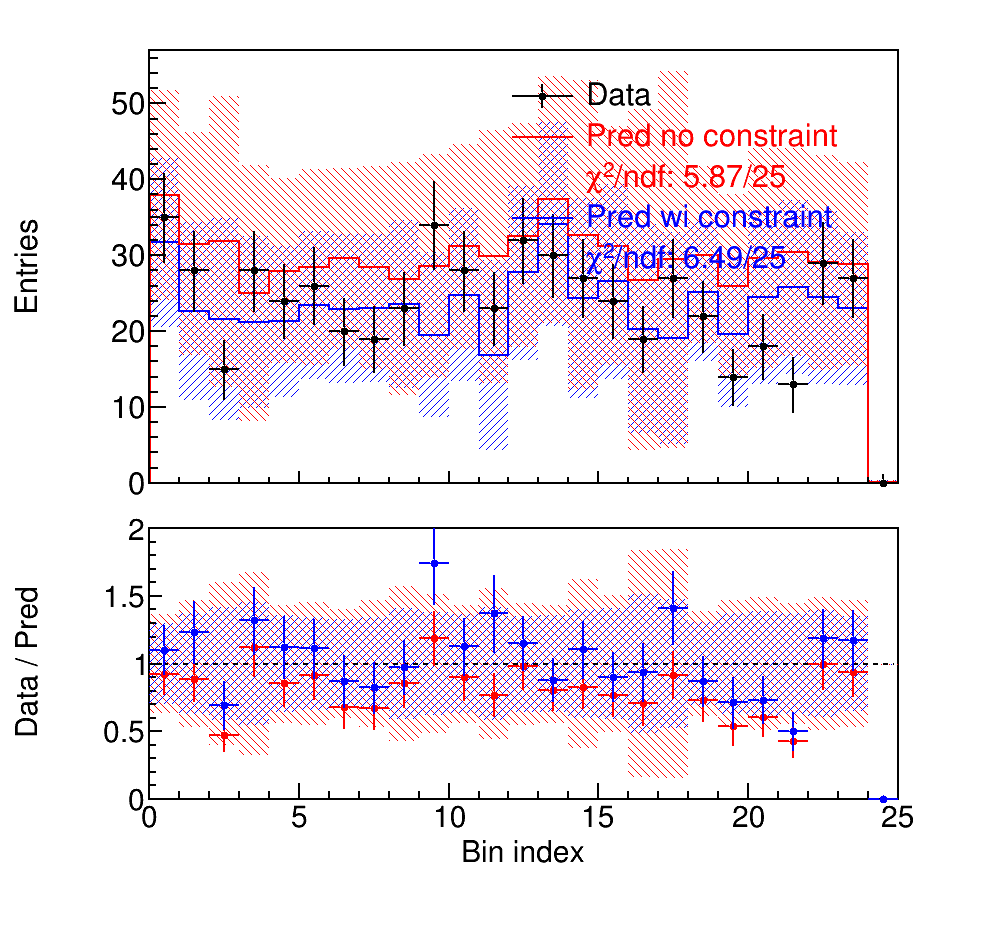 Entries
50
40
30
20
10
0
Data
Pred no constraint
χ²/ndf: 5.87/25
Pred wi constraint
χ²/ndf: 6.49/25
Data / Pred
2
1.5
1
0.5
0
0 5 10 15 20 25
Bin index